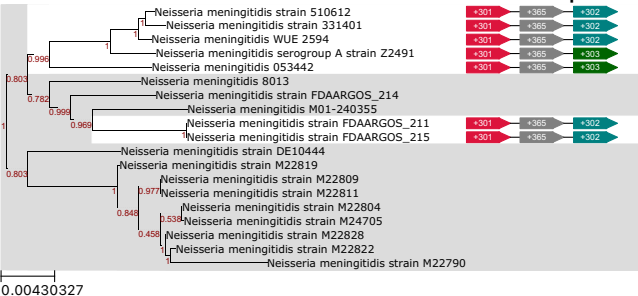 Neisseria meningitidis strain 510612 +301 +365 +302
1
Neisseria meningitidis strain 331401 +301 +365 +302
1
Neisseria meningitidis WUE 2594 +301 +365 +302
Neisseria meningitidis serogroup A strain Z2491 +301 +365 +303
0.996
Neisseria meningitidis 053442 +301 +365 +303
0.803
Neisseria meningitidis 8013
0.782
Neisseria meningitidis strain FDAARGOS_214
0.999
Neisseria meningitidis M01-240355
0.969
Neisseria meningitidis strain FDAARGOS_211 +301 +365 +302
1
1
Neisseria meningitidis strain FDAARGOS_215 +301 +365 +302
Neisseria meningitidis strain DE10444
Neisseria meningitidis strain M22819
0.803
Neisseria meningitidis strain M22809
0.977
Neisseria meningitidis strain M22811
1
Neisseria meningitidis strain M22804
0.848
0.538
Neisseria meningitidis strain M24705
0.458
Neisseria meningitidis strain M22828
1
Neisseria meningitidis strain M22822
1
Neisseria meningitidis strain M22790
0.00430327